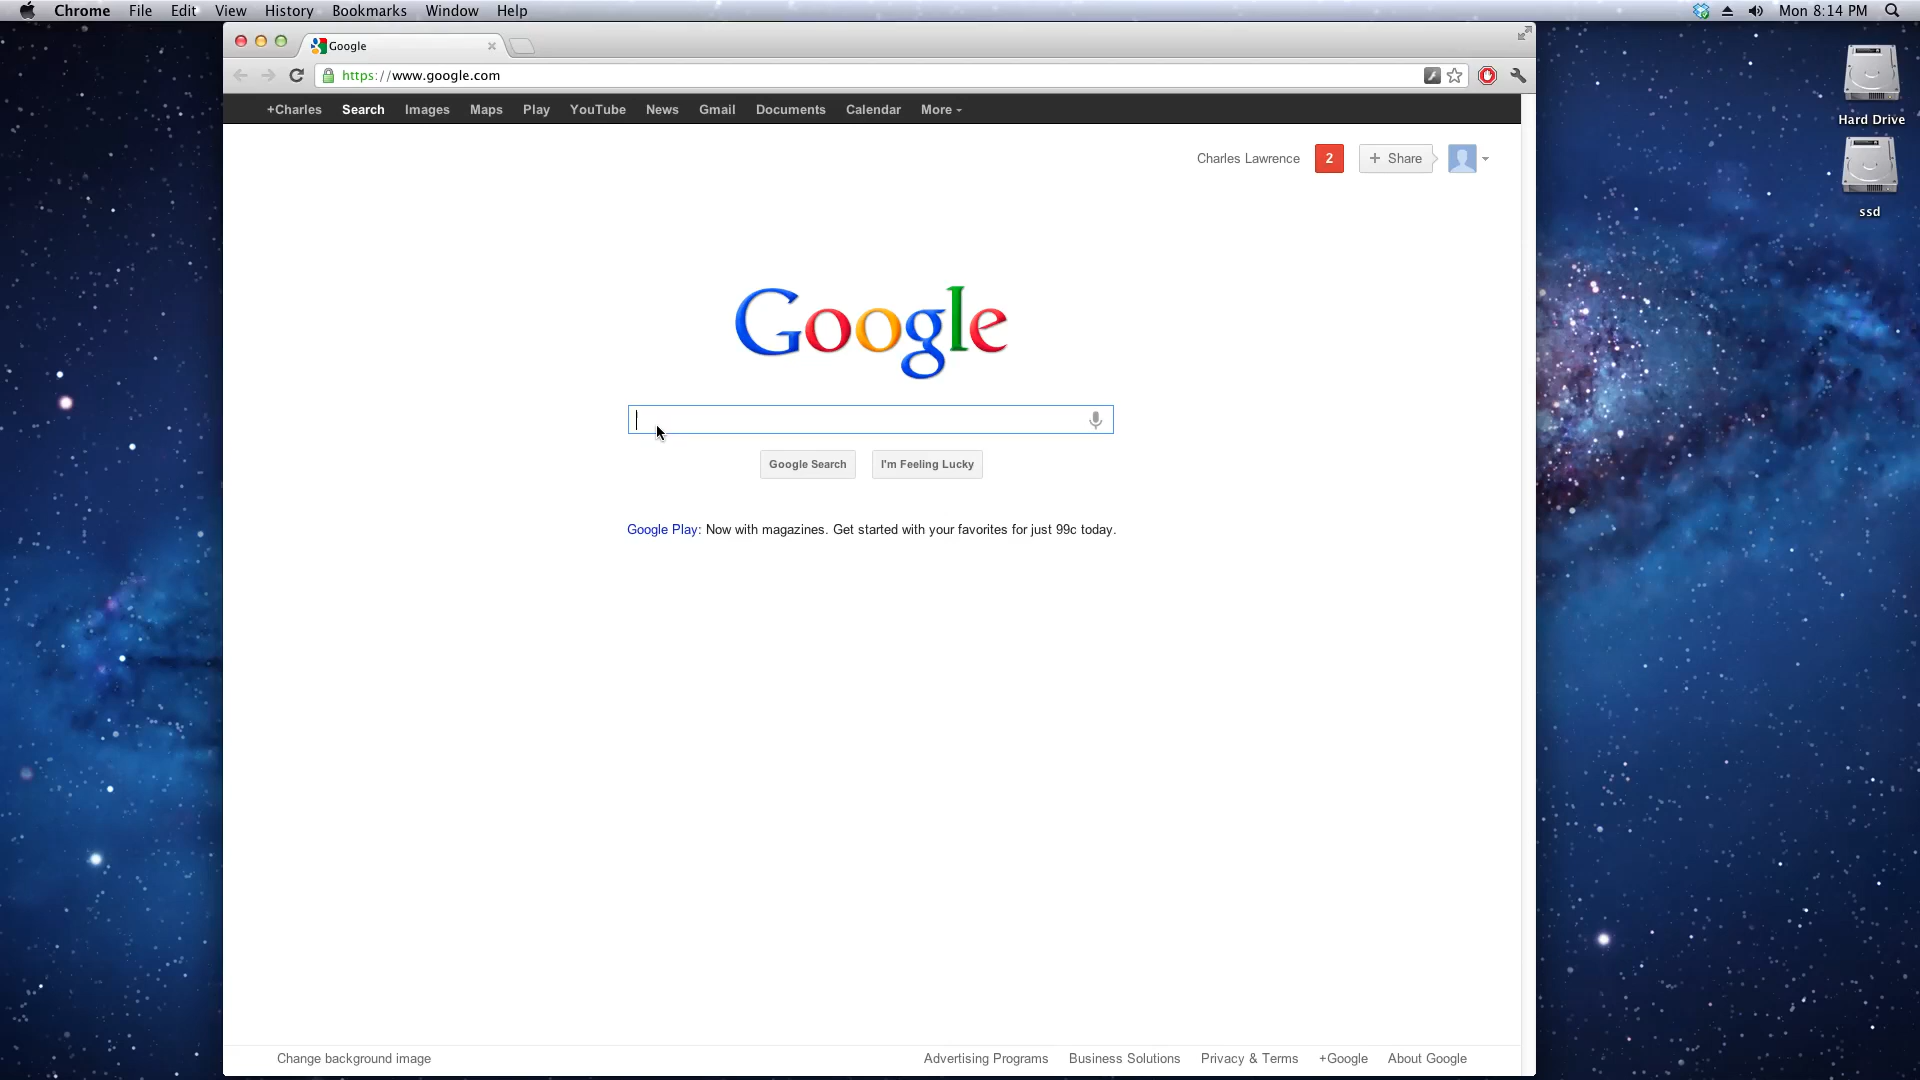 Chrome File Edit View History Bookmarks Window Help Mon 8:14 PM
Google
https://www.google.com
+Charles Search Images Maps Play YouTube News Gmail Documents Calendar More
Hard Drive
Charles Lawrence 2 + Share
ssd
Google
Google Search I'm Feeling Lucky
Google Play: Now with magazines. Get started with your favorites for just 99c today.
Change background image Advertising Programs Business Solutions Privacy & Terms +Google About Google